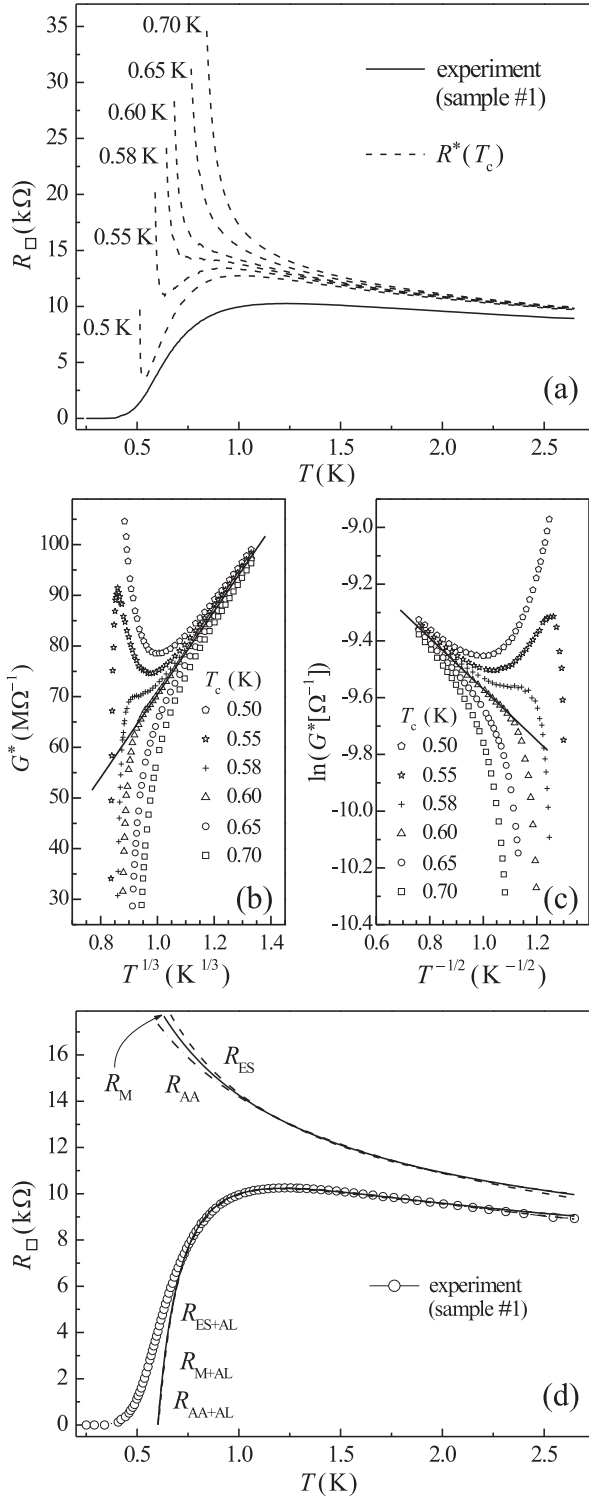 35
30
25
20
15
10
5
0
R□(kΩ)
0.70 K
0.65 K
0.60 K
0.58 K
0.55 K
0.5 K
experiment
(sample #1)
R*(Tc)
(a)
0.5 1.0 1.5 2.0 2.5
T(K)
100
90
80
70
60
50
40
30
G* (MΩ⁻¹)
Tc (K)
0.50
0.55
0.58
0.60
0.65
0.70
(b)
0.8 1.0 1.2 1.4
T^1/3 (K^1/3)
-9.0
-9.2
-9.4
-9.6
-9.8
-10.0
-10.2
-10.4
ln(G*[Ω⁻¹])
Tc (K)
0.50
0.55
0.58
0.60
0.65
0.70
(c)
0.6 0.8 1.0 1.2
T^−1/2 (K^−1/2)
16
14
12
10
8
6
4
2
0
R□(kΩ)
RM
RAA
RES
experiment
(sample #1)
RES+AL
RM+AL
RAA+AL
(d)
0.5 1.0 1.5 2.0 2.5
T(K)